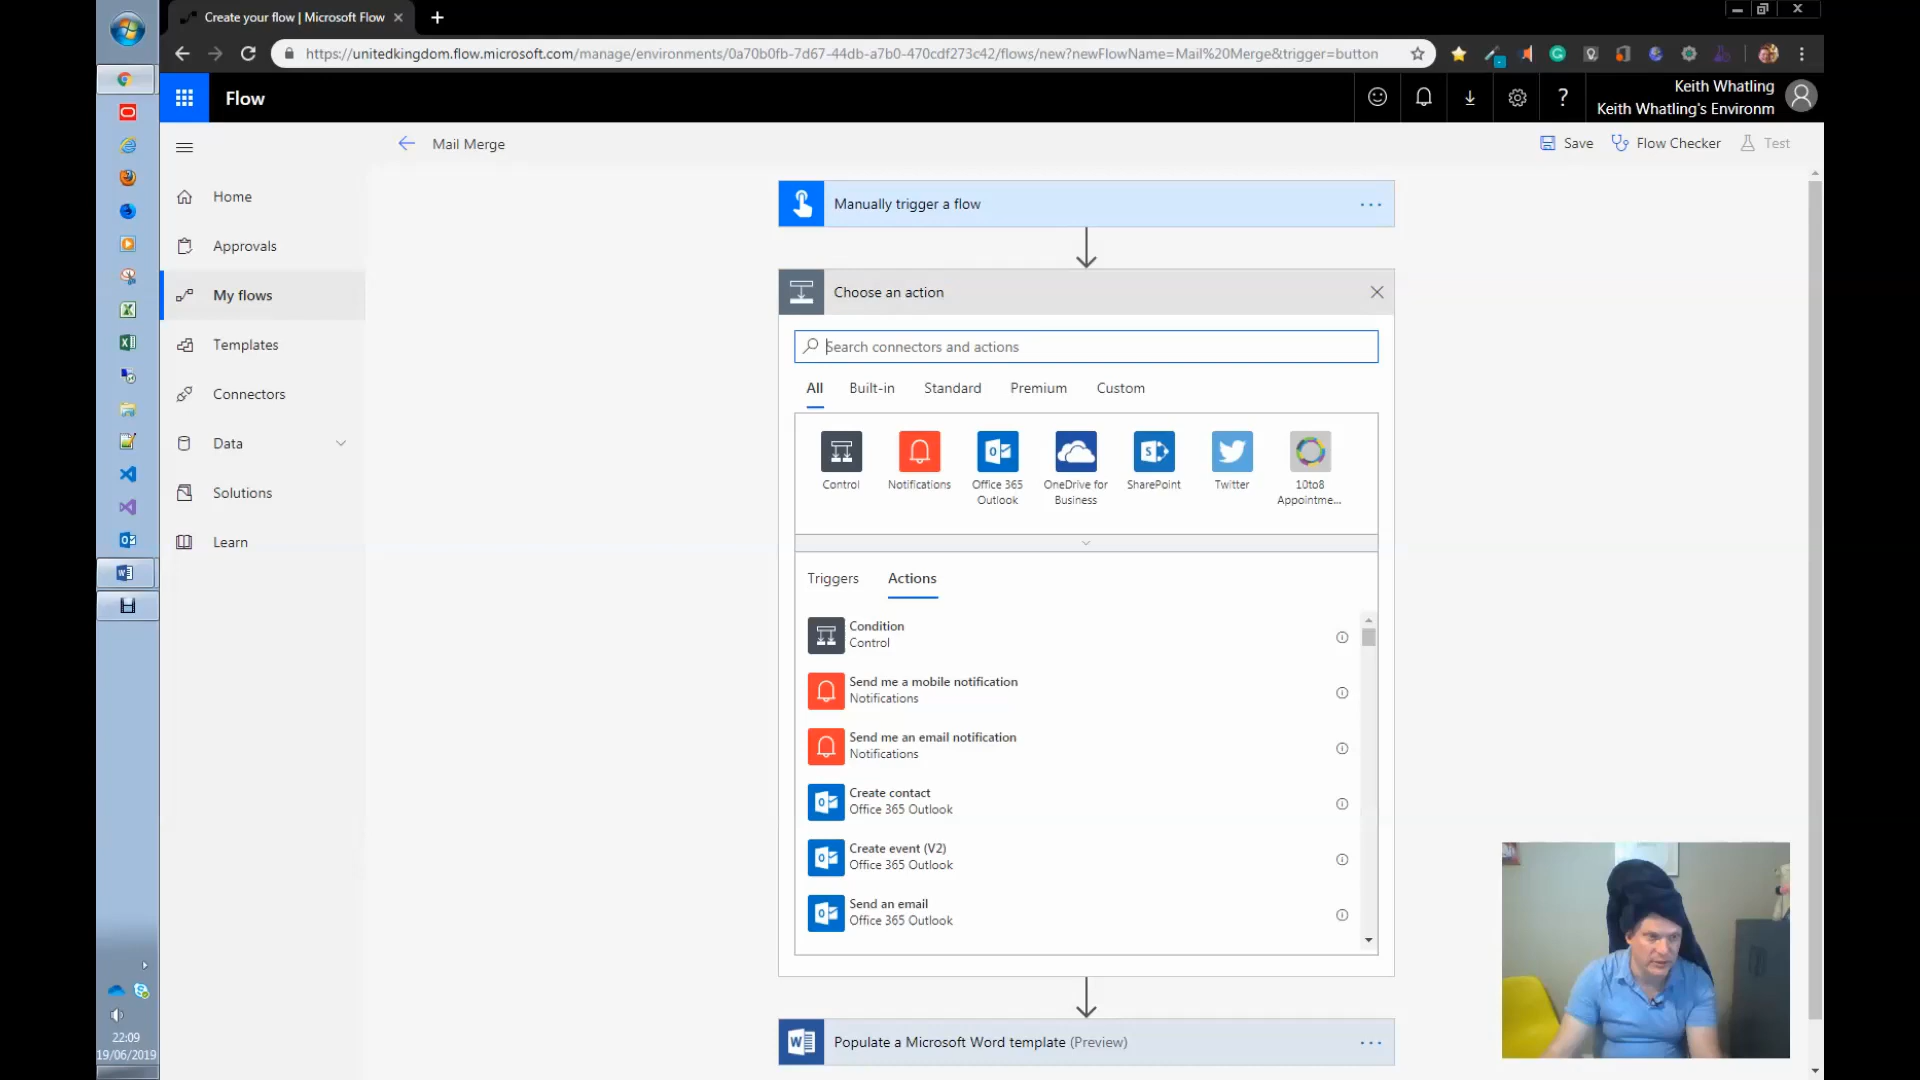 Create your flow | Microsoft Flow
https://unitedkingdom.flow.microsoft.com/manage/environments/0a70b0fb-7d67-44db-a7b0-470cdf273c42/flows/new?newFlowName=Mail%20Merge&trigger=button
Flow
Keith Whatling
Keith Whatling's Environm
Mail Merge
Save
Flow Checker
Test
Home
Approvals
My flows
Templates
Connectors
Data
Solutions
Learn
Manually trigger a flow
Choose an action
Search connectors and actions
All Built-in Standard Premium Custom
Control
Notifications
Office 365
Outlook
OneDrive for
Business
SharePoint
Twitter
10to8
Appointme...
Triggers Actions
Condition
Control
Send me a mobile notification
Notifications
Send me an email notification
Notifications
Create contact
Office 365 Outlook
Create event (V2)
Office 365 Outlook
Send an email
Office 365 Outlook
Populate a Microsoft Word template (Preview)
22:09
19/06/2019